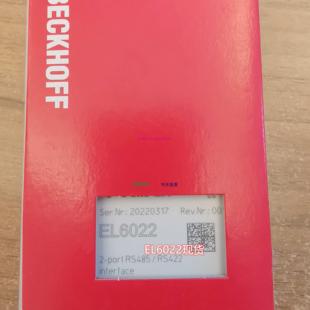 BECKHOFF
Ser.Nr: 20220317 Rev.Nr: 00
EL6022
EL6022现货
2-port RS485 / RS422
interface